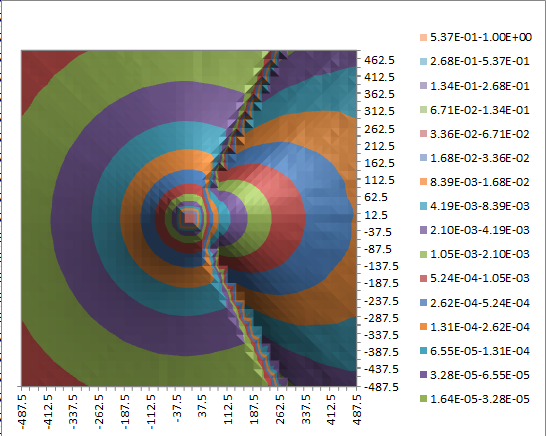 5.37E-01-1.00E+00
2.68E-01-5.37E-01
1.34E-01-2.68E-01
6.71E-02-1.34E-01
3.36E-02-6.71E-02
1.68E-02-3.36E-02
8.39E-03-1.68E-02
4.19E-03-8.39E-03
2.10E-03-4.19E-03
1.05E-03-2.10E-03
5.24E-04-1.05E-03
2.62E-04-5.24E-04
1.31E-04-2.62E-04
6.55E-05-1.31E-04
3.28E-05-6.55E-05
1.64E-05-3.28E-05
462.5
412.5
362.5
312.5
262.5
212.5
162.5
112.5
62.5
12.5
-37.5
-87.5
-137.5
-187.5
-237.5
-287.5
-337.5
-387.5
-437.5
-487.5
-487.5
-412.5
-337.5
-262.5
-187.5
-112.5
-37.5
37.5
112.5
187.5
262.5
337.5
412.5
487.5